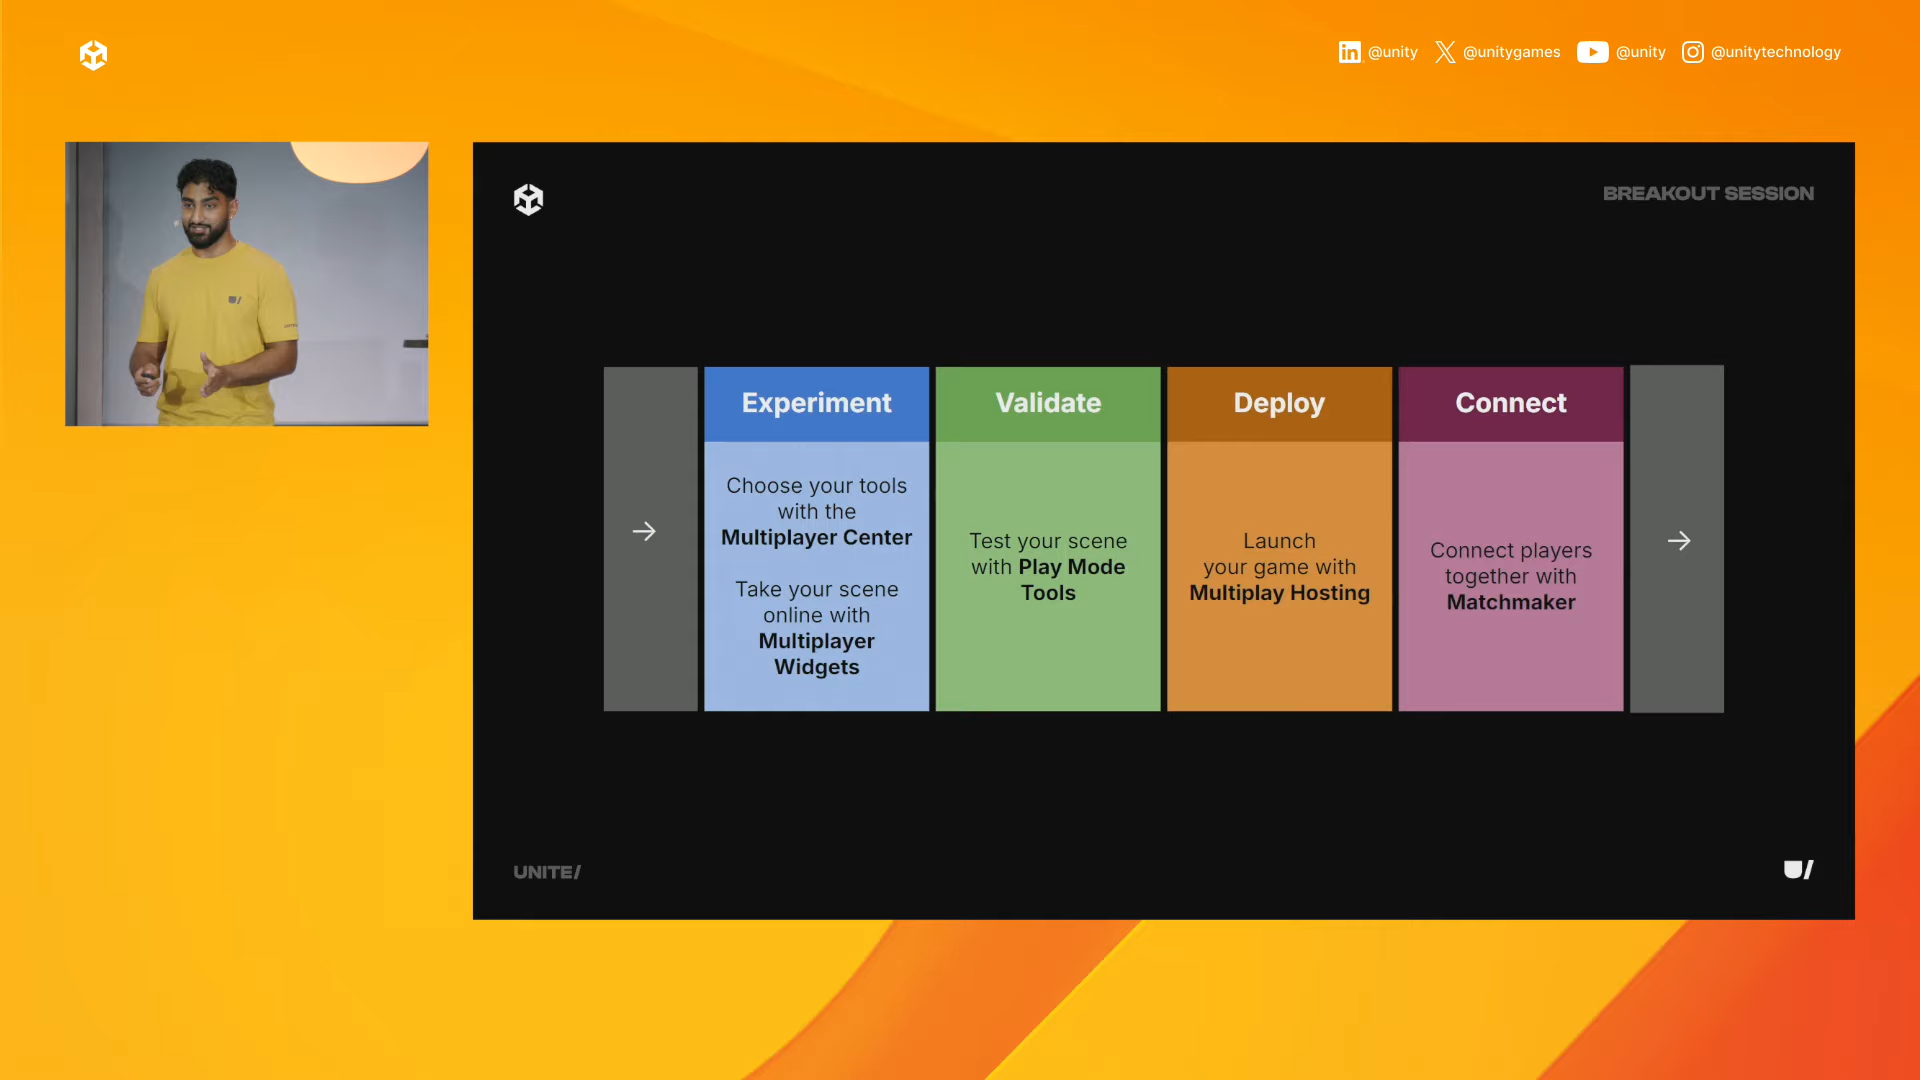 @unity
@unitygames
@unity
@unitytechnology
BREAKOUT SESSION
Experiment
Choose your tools
with the
Multiplayer Center
Take your scene
online with
Multiplayer
Widgets
Validate
Test your scene
with Play Mode
Tools
Deploy
Launch
your game with
Multiplay Hosting
Connect
Connect players
together with
Matchmaker
UNITE/
U/